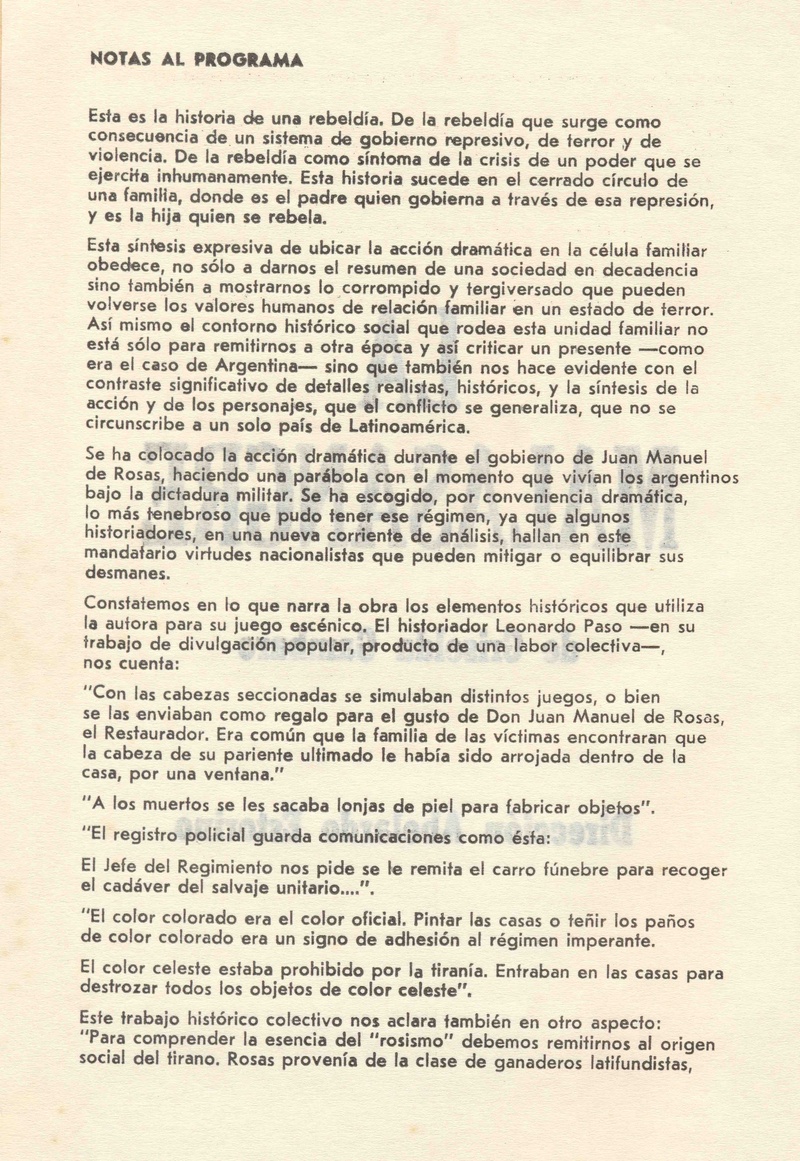 NOTAS AL PROGRAMA
Esta es la historia de una rebeldía. De la rebeldía que surge como
consecuencia de un sistema de gobierno represivo, de terror y de
violencia. De la rebeldía como síntoma de la crisis de un poder que se
ejercita inhumanamente. Esta historia sucede en el cerrado círculo de
una familia, donde es el padre quien gobierna a través de esa represión,
y es la hija quien se rebela.
Esta síntesis expresiva de ubicar la acción dramática en la célula familiar
obedece, no sólo a darnos el resumen de una sociedad en decadencia
sino también a mostrarnos lo corrompido y tergiversado que pueden
volverse los valores humanos de relación familiar en un estado de terror.
Así mismo el contorno histórico social que rodea esta unidad familiar no
está sólo para remitirnos a otra época y así criticar un presente —como
era el caso de Argentina— sino que también nos hace evidente con el
contraste significativo de detalles realistas, históricos, y la síntesis de la
acción y de los personajes, que el conflicto se generaliza, que no se
circunscribe a un solo país de Latinoamérica.
Se ha colocado la acción dramática durante el gobierno de Juan Manuel
de Rosas, haciendo una parábola con el momento que vivían los argentinos
bajo la dictadura militar. Se ha escogido, por conveniencia dramática,
lo más tenebroso que pudo tener ese régimen, ya que algunos
historiadores, en una nueva corriente de análisis, hallan en este
mandatario virtudes nacionalistas que pueden mitigar o equilibrar sus
desmanes.
Constatemos en lo que narra la obra los elementos históricos que utiliza
la autora para su juego escénico. El historiador Leonardo Paso —en su
trabajo de divulgación popular, producto de una labor colectiva—,
nos cuenta:
"Con las cabezas seccionadas se simulaban distintos juegos, o bien
se las enviaban como regalo para el gusto de Don Juan Manuel de Rosas,
el Restaurador. Era común que la familia de las víctimas encontraran que
la cabeza de su pariente ultimado le había sido arrojada dentro de la
casa, por una ventana."
"A los muertos se les sacaba lonjas de piel para fabricar objetos".
"El registro policial guarda comunicaciones como ésta:
El Jefe del Regimiento nos pide se le remita el carro fúnebre para recoger
el cadáver del salvaje unitario....".
"El color colorado era el color oficial. Pintar las casas o teñir los paños
de color colorado era un signo de adhesión al régimen imperante.
El color celeste estaba prohibido por la tiranía. Entraban en las casas para
destrozar todos los objetos de color celeste".
Este trabajo histórico colectivo nos aclara también en otro aspecto:
"Para comprender la esencia del "rosismo" debemos remitirnos al origen
social del tirano. Rosas provenía de la clase de ganaderos latifundistas,